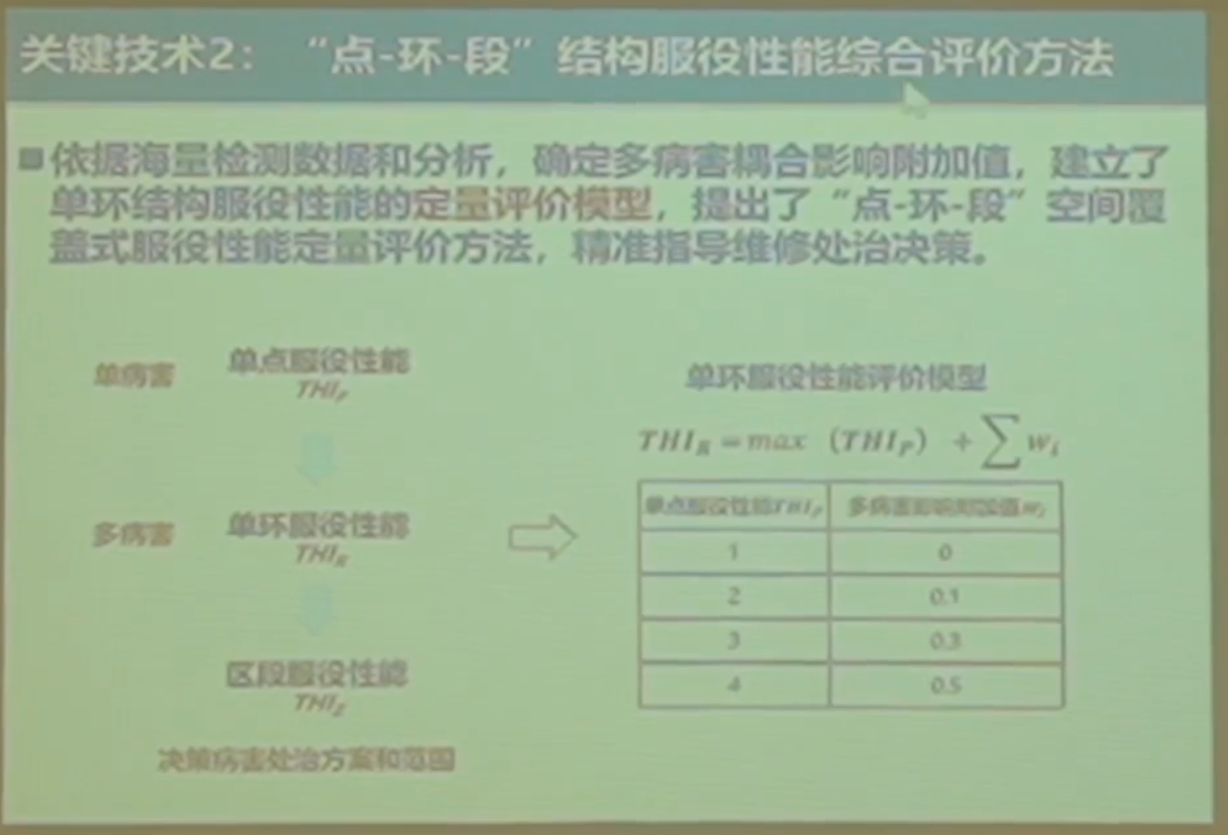 关键技术2：“点-环-段”结构服役性能综合评价方法
依据海量检测数据和分析，确定多病害耦合影响附加值，建立了
单环结构服役性能的定量评价模型，提出了“点-环-段”空间覆
盖式服役性能定量评价方法，精准指导维修处治决策。
单病害
单点服役性能
THI_P
多病害
单环服役性能
THI_R
区段服役性能
THI_Z
决策病害处治方案和范围
单环服役性能评价模型
THI_R = max （THI_P） + ∑ w_i
单点服役性能THI_P 多病害影响附加值w_i
1 0
2 0.1
3 0.3
4 0.5